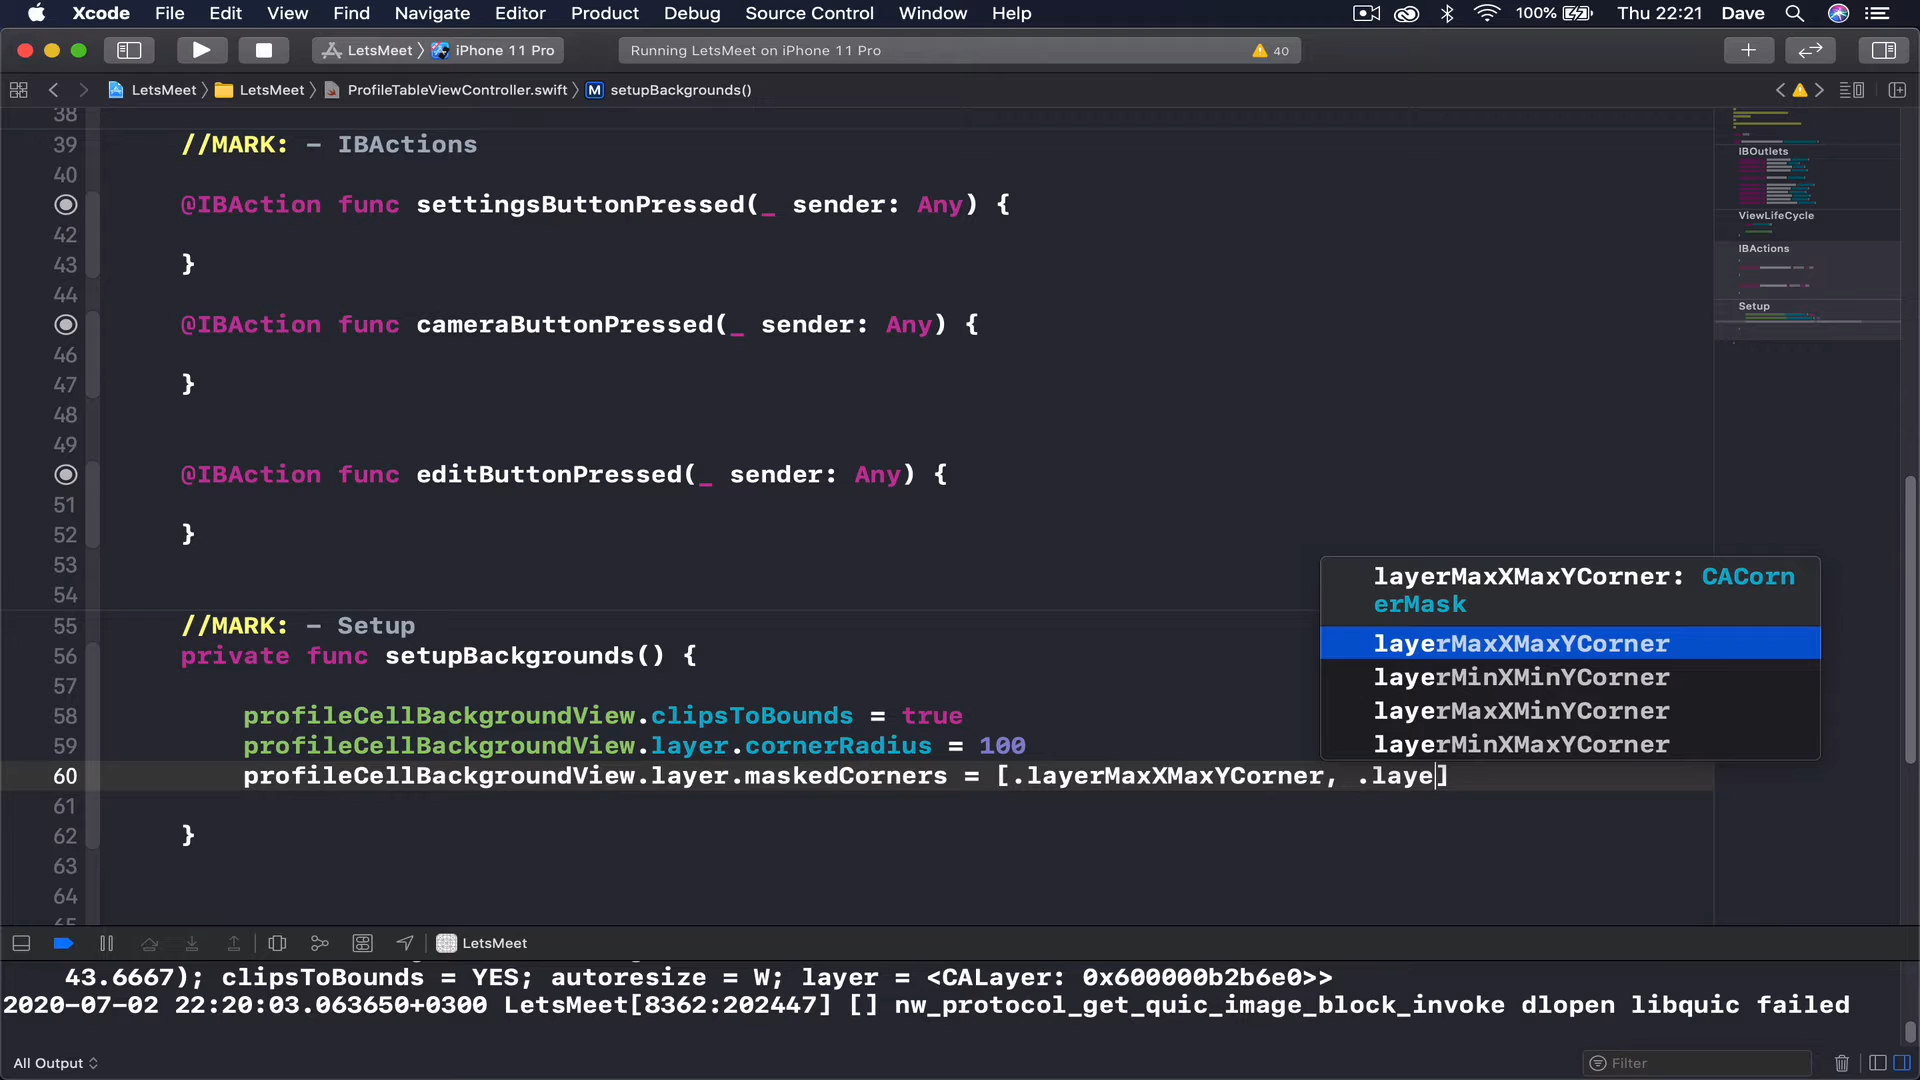 Xcode File Edit View Find Navigate Editor Product Debug Source Control Window Help 100% Thu 22:21 Dave
LetsMeet iPhone 11 Pro Running LetsMeet on iPhone 11 Pro 40
LetsMeet LetsMeet ProfileTableViewController.swift M setupBackgrounds()
38
39 //MARK: - IBActions
40
@IBAction func settingsButtonPressed(_ sender: Any) {
42
43 }
44
@IBAction func cameraButtonPressed(_ sender: Any) {
46
47 }
48
49
@IBAction func editButtonPressed(_ sender: Any) {
51
52 }
53
54
55 //MARK: - Setup
56 private func setupBackgrounds() {
57
58 profileCellBackgroundView.clipsToBounds = true
59 profileCellBackgroundView.layer.cornerRadius = 100
60 profileCellBackgroundView.layer.maskedCorners = [.layerMaxXMaxYCorner, .laye]
61
62 }
63
64
65
layerMaxXMaxYCorner: CACorn
erMask
layerMaxXMaxYCorner
layerMinXMinYCorner
layerMaxXMinYCorner
layerMinXMaxYCorner
IBOutlets
ViewLifeCycle
IBActions
Setup
LetsMeet
43.6667); clipsToBounds = YES; autoresize = W; layer = <CALayer: 0x600000b2b6e0>>
2020-07-02 22:20:03.063650+0300 LetsMeet[8362:202447] [] nw_protocol_get_quic_image_block_invoke dlopen libquic failed
All Output Filter